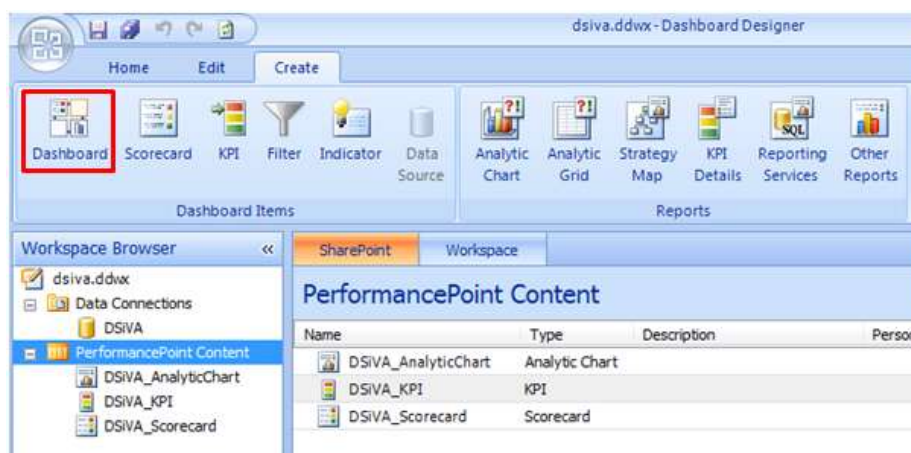 dsiva.ddwx - Dashboard Designer
Home Edit Create
Dashboard Scorecard KPI Filter Indicator Data Source Analytic Chart Analytic Grid Strategy Map KPI Details Reporting Services Other Reports
SQL
Dashboard Items Reports
Workspace Browser « SharePoint Workspace
dsiva.ddwx
Data Connections
DSiVA
PerformancePoint Content
DSiVA_AnalyticChart
DSiVA_KPI
DSiVA_Scorecard
PerformancePoint Content
Name Type Description Perso
DSiVA_AnalyticChart Analytic Chart
DSiVA_KPI KPI
DSiVA_Scorecard Scorecard